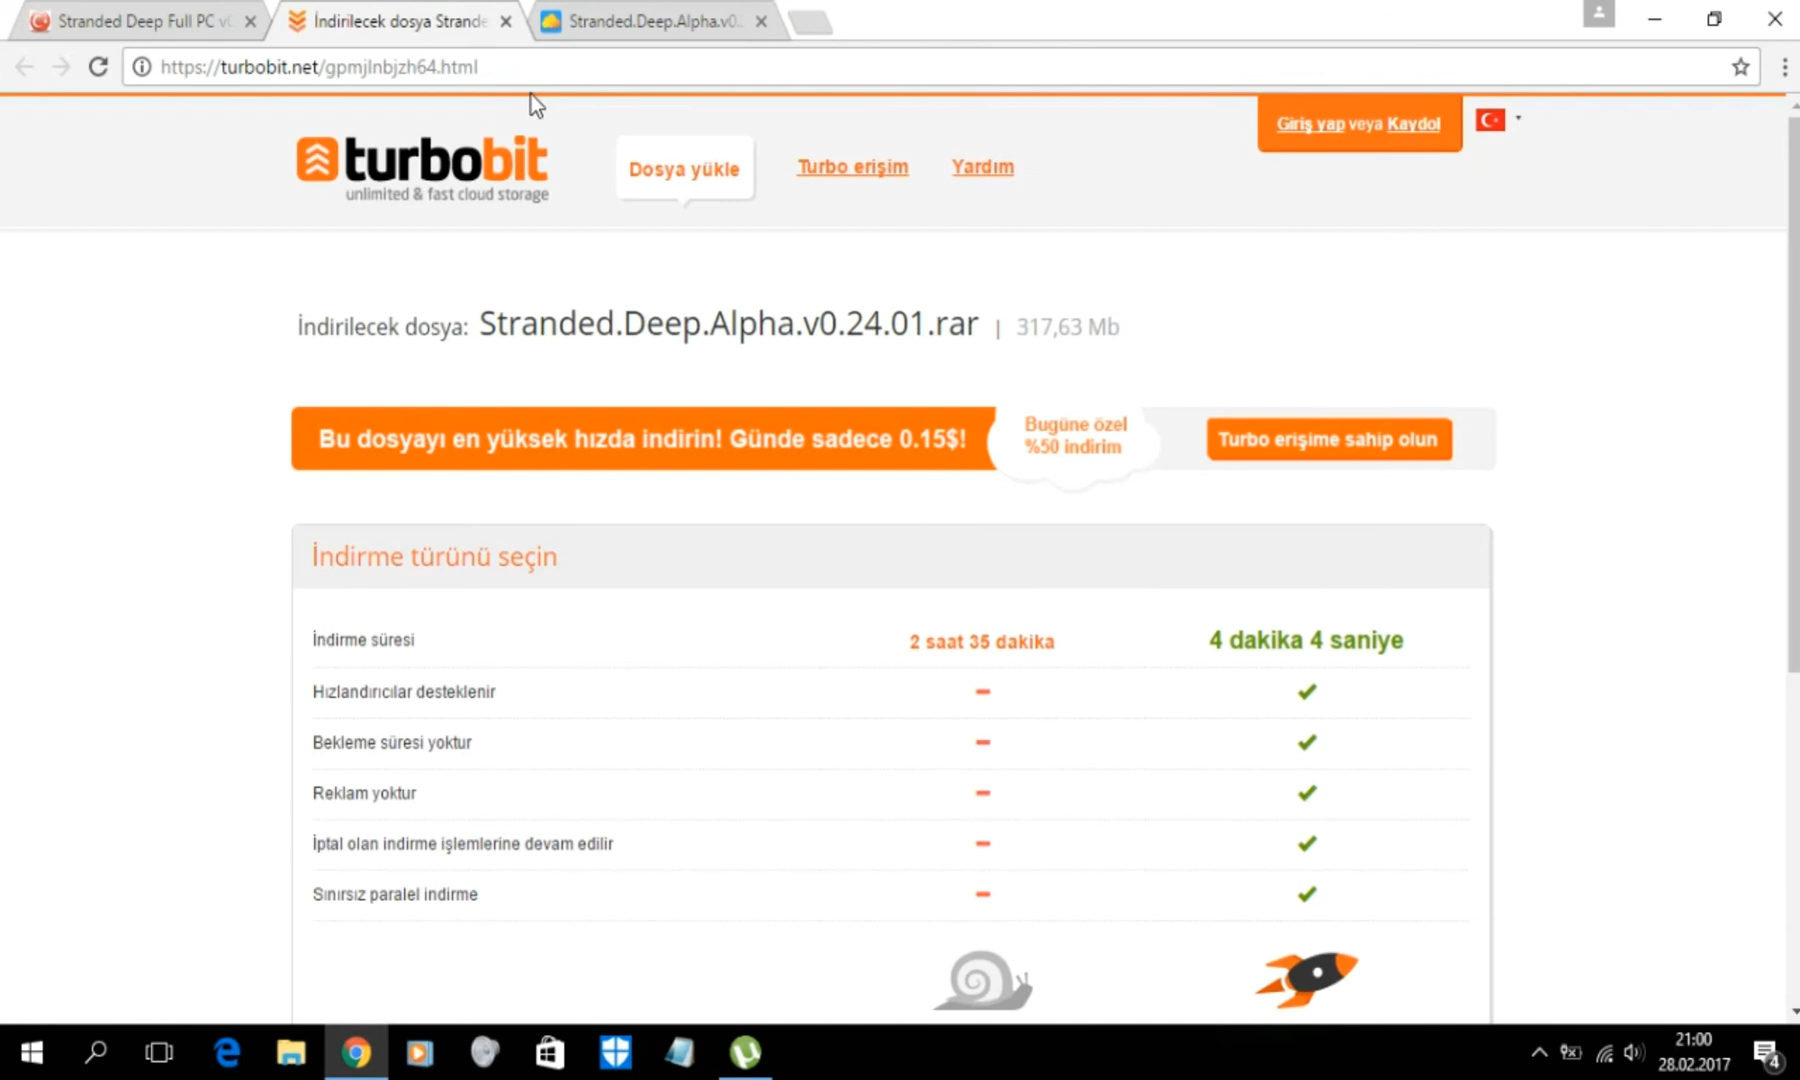 Stranded Deep Full PC v
İndirilecek dosya Strande
Stranded.Deep.Alpha.v0..
https://turbobit.net/gpmjlnbjzh64.html
turbobit
unlimited & fast cloud storage
Dosya yükle
Turbo erişim
Yardım
Giriş yap veya Kaydol
İndirilecek dosya: Stranded.Deep.Alpha.v0.24.01.rar | 317,63 Mb
Bu dosyayı en yüksek hızda indirin! Günde sadece 0.15$!
Bugüne özel
%50 indirim
Turbo erişime sahip olun
İndirme türünü seçin
İndirme süresi
2 saat 35 dakika
4 dakika 4 saniye
Hızlandırıcılar desteklenir
Bekleme süresi yoktur
Reklam yoktur
İptal olan indirme işlemlerine devam edilir
Sınırsız paralel indirme
21:00
28.02.2017
4